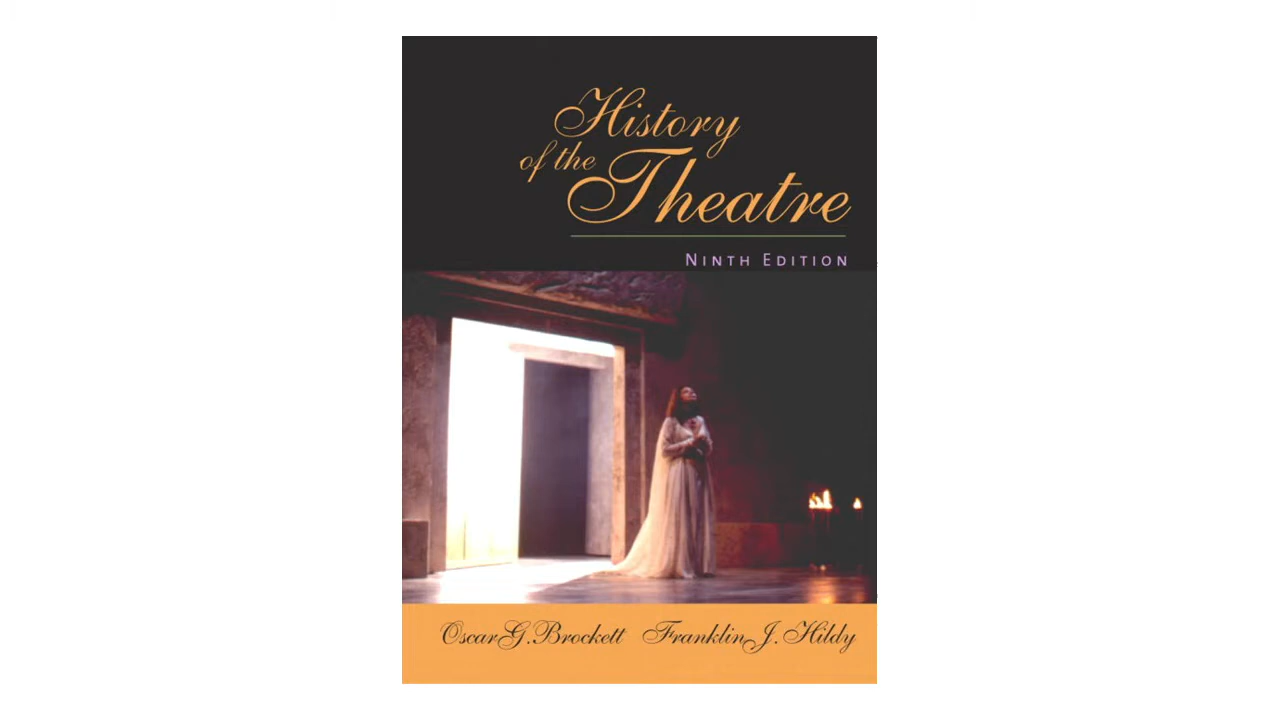 History
of the
Theatre
NINTH EDITION
Oscar G. Brockett Franklin J. Hildy